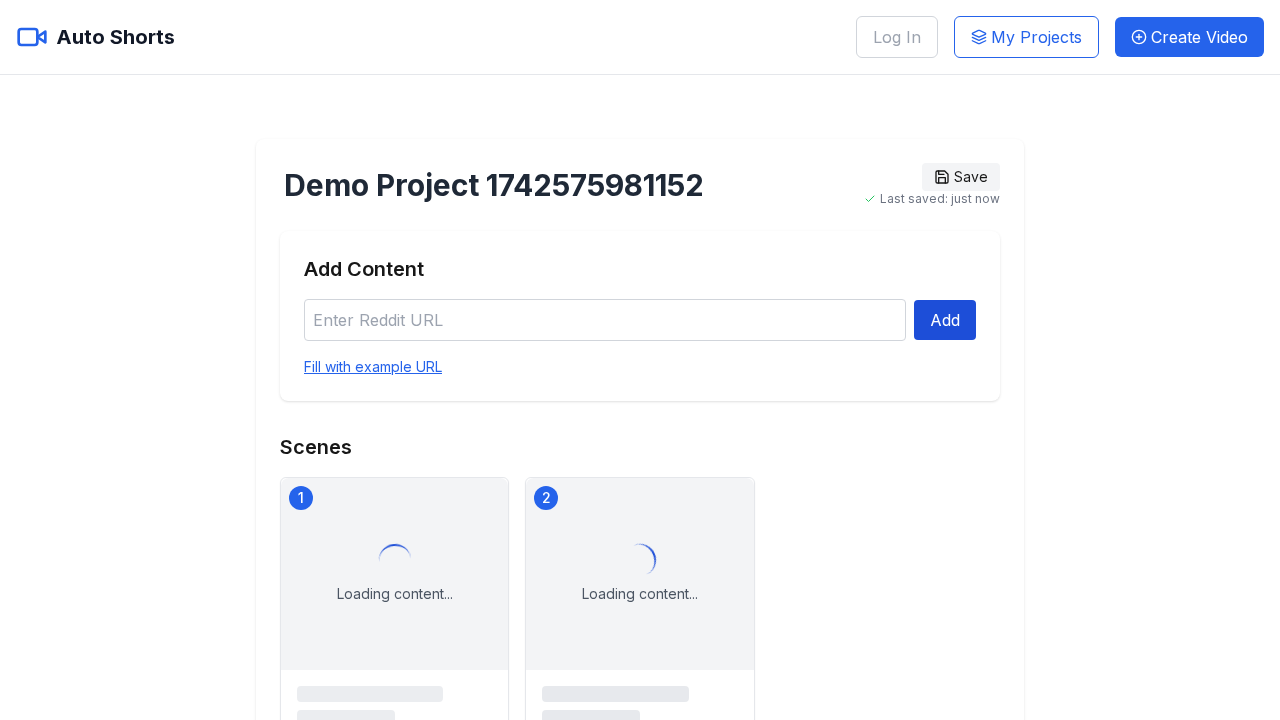 Auto Shorts
Log In
My Projects
Create Video
Demo Project 1742575981152
Save
Last saved: just now
Add Content
Enter Reddit URL
Add
Fill with example URL
Scenes
1
2
Loading content...
Loading content...